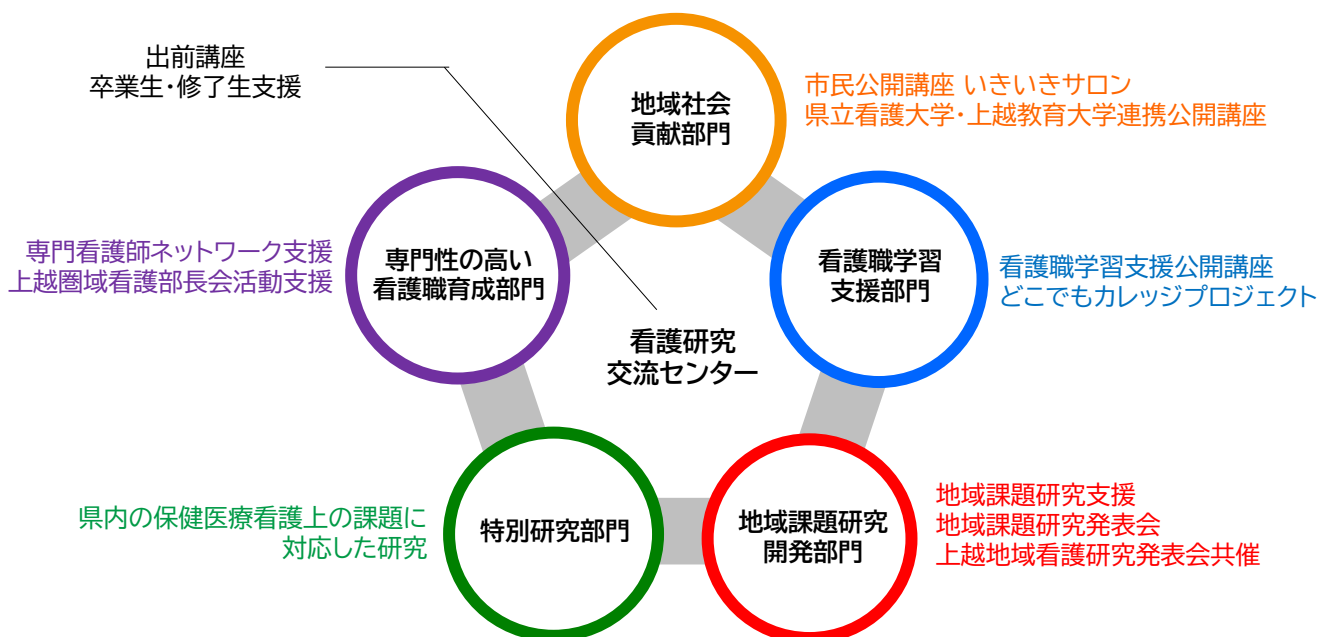 出前講座
卒業生・修了生支援
地域社会
貢献部門
市民公開講座 いきいきサロン
県立看護大学・上越教育大学連携公開講座
専門看護師ネットワーク支援
上越圏域看護部長会活動支援
専門性の高い
看護職育成部門
看護職学習
支援部門
看護職学習支援公開講座
どこでもカレッジプロジェクト
看護研究
交流センター
県内の保健医療看護上の課題に
対応した研究
特別研究部門
地域課題研究
開発部門
地域課題研究支援
地域課題研究発表会
上越地域看護研究発表会共催